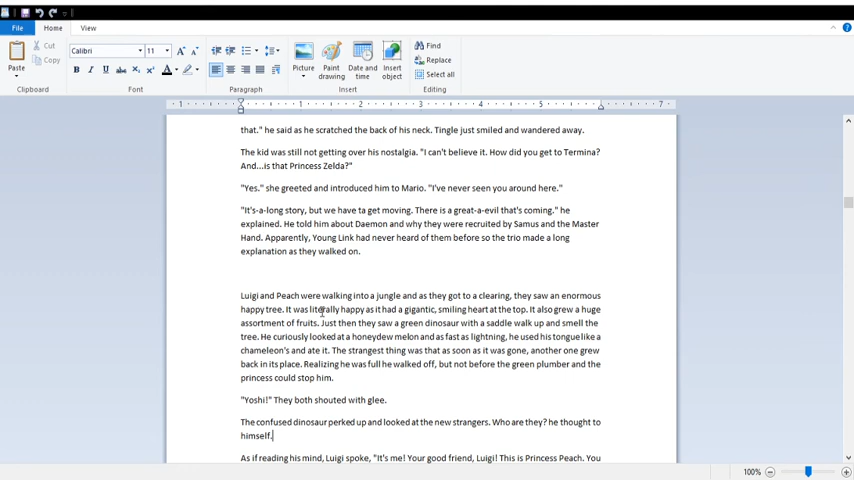 File Home View
Cut
Copy
Paste
Clipboard
Calibri 11
B I U abc X₂ X² A
Font
Paragraph
Picture Paint drawing Date and time Insert object
Insert
Find
Replace
Select all
Editing
1 1 2 3 4 5 7
that." he said as he scratched the back of his neck. Tingle just smiled and wandered away.
The kid was still not getting over his nostalgia. "I can't believe it. How did you get to Termina?
And...is that Princess Zelda?"
"Yes." she greeted and introduced him to Mario. "I've never seen you around here."
"It's-a-long story, but we have ta get moving. There is a great-a-evil that's coming." he
explained. He told him about Daemon and why they were recruited by Samus and the Master
Hand. Apparently, Young Link had never heard of them before so the trio made a long
explanation as they walked on.
Luigi and Peach were walking into a jungle and as they got to a clearing, they saw an enormous
happy tree. It was literally happy as it had a gigantic, smiling heart at the top. It also grew a huge
assortment of fruits. Just then they saw a green dinosaur with a saddle walk up and smell the
tree. He curiously looked at a honeydew melon and as fast as lightning, he used his tongue like a
chameleon's and ate it. The strangest thing was that as soon as it was gone, another one grew
back in its place. Realizing he was full he walked off, but not before the green plumber and the
princess could stop him.
"Yoshi!" They both shouted with glee.
The confused dinosaur perked up and looked at the new strangers. Who are they? he thought to
himself.
As if reading his mind, Luigi spoke, "It's me! Your good friend, Luigi! This is Princess Peach. You
100%